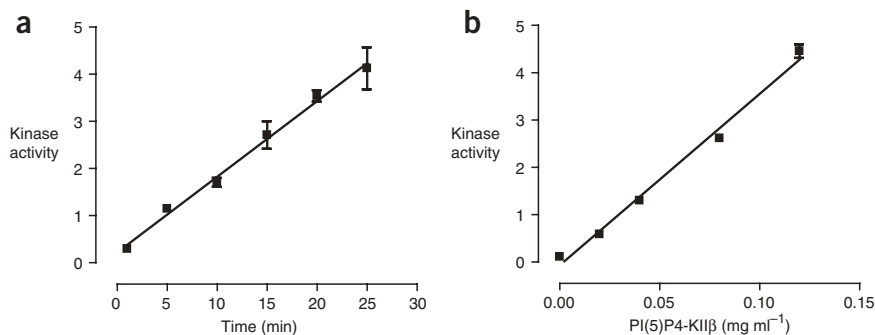 a
5
4
3
2
1
0
Kinase
activity
0 5 10 15 20 25 30
Time (min)
b
5
4
3
2
1
0
Kinase
activity
0.00 0.05 0.10 0.15
PI(5)P4-KIIβ (mg ml⁻¹)